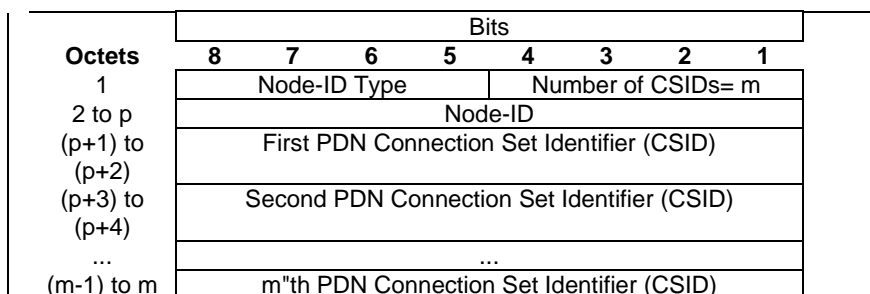 Bits
Octets 8 7 6 5 4 3 2 1
1 Node-ID Type Number of CSIDs= m
2 to p Node-ID
(p+1) to First PDN Connection Set Identifier (CSID)
(p+2)
(p+3) to Second PDN Connection Set Identifier (CSID)
(p+4)
... ...
(m-1) to m m"th PDN Connection Set Identifier (CSID)